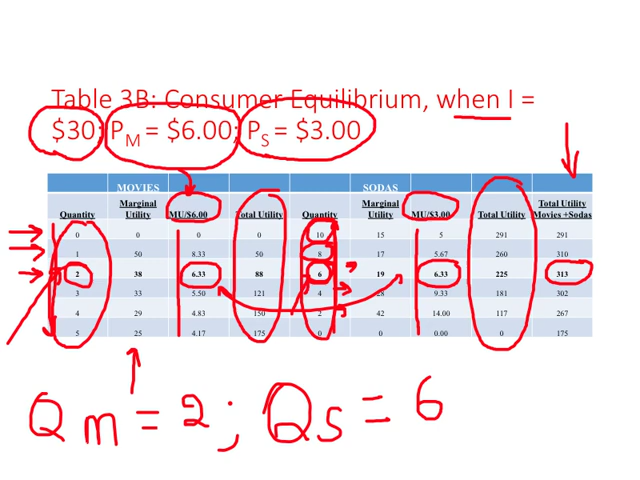 Table 3B: Consumer Equilibrium, when I =
$30; PM = $6.00; PS = $3.00
MOVIES SODAS
Quantity Marginal Utility MU/$6.00 Total Utility Quantity Marginal Utility MU/$3.00 Total Utility Total Utility Movies +Sodas
0 0 0 0 10 15 5 291 291
1 50 8.33 50 8 17 5.67 260 310
2 38 6.33 88 6 19 6.33 225 313
3 33 5.50 121 4 28 9.33 181 302
4 29 4.83 150 2 42 14.00 117 267
5 25 4.17 175 0 0 0.00 0 175
Qm = 2; Qs = 6